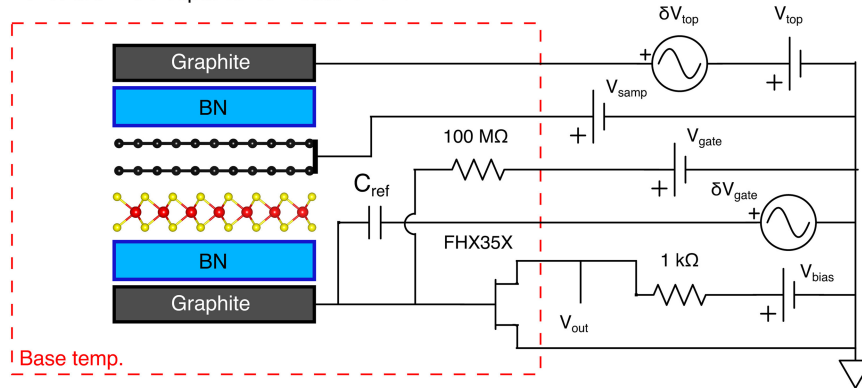 δV_top
V_top
Graphite
BN
V_samp
100 MΩ
V_gate
C_ref
δV_gate
FHX35X
BN
1 kΩ
V_bias
Graphite
V_out
Base temp.